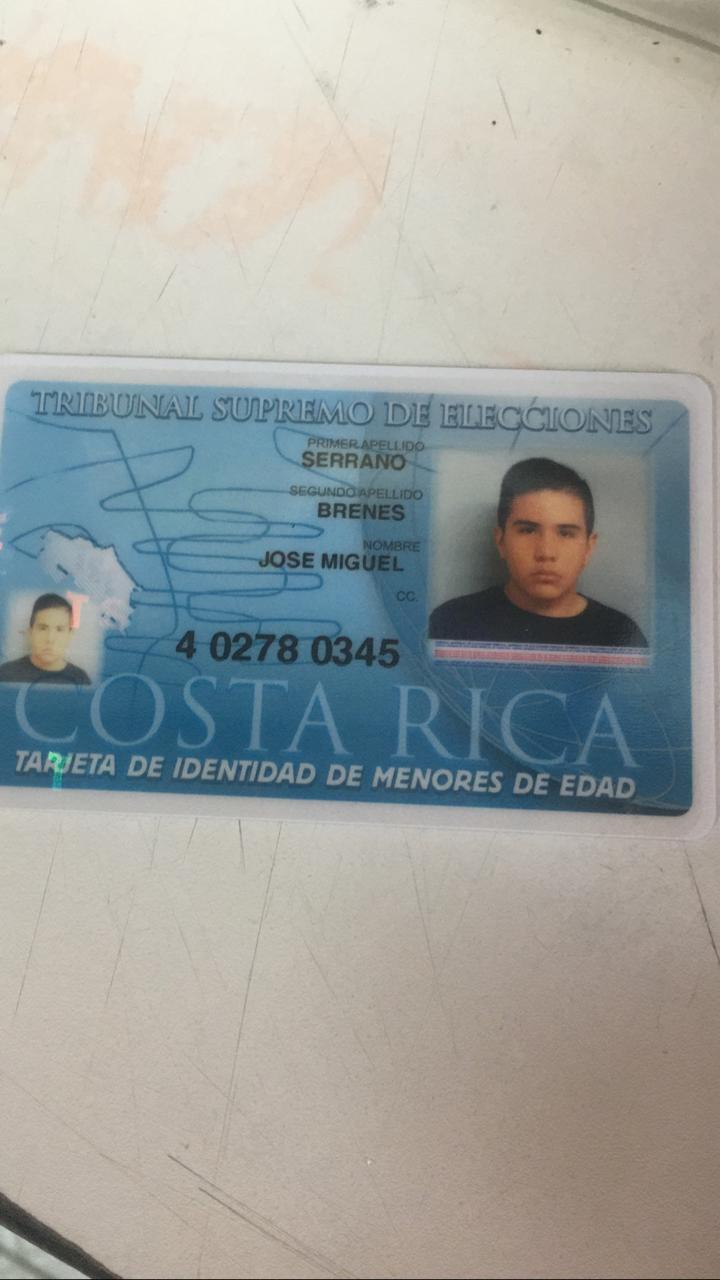 TRIBUNAL SUPREMO DE ELECCIONES
PRIMER APELLIDO
SERRANO
SEGUNDO APELLIDO
BRENES
NOMBRE
JOSE MIGUEL
CC.
4 0278 0345
COSTA RICA
TARJETA DE IDENTIDAD DE MENORES DE EDAD